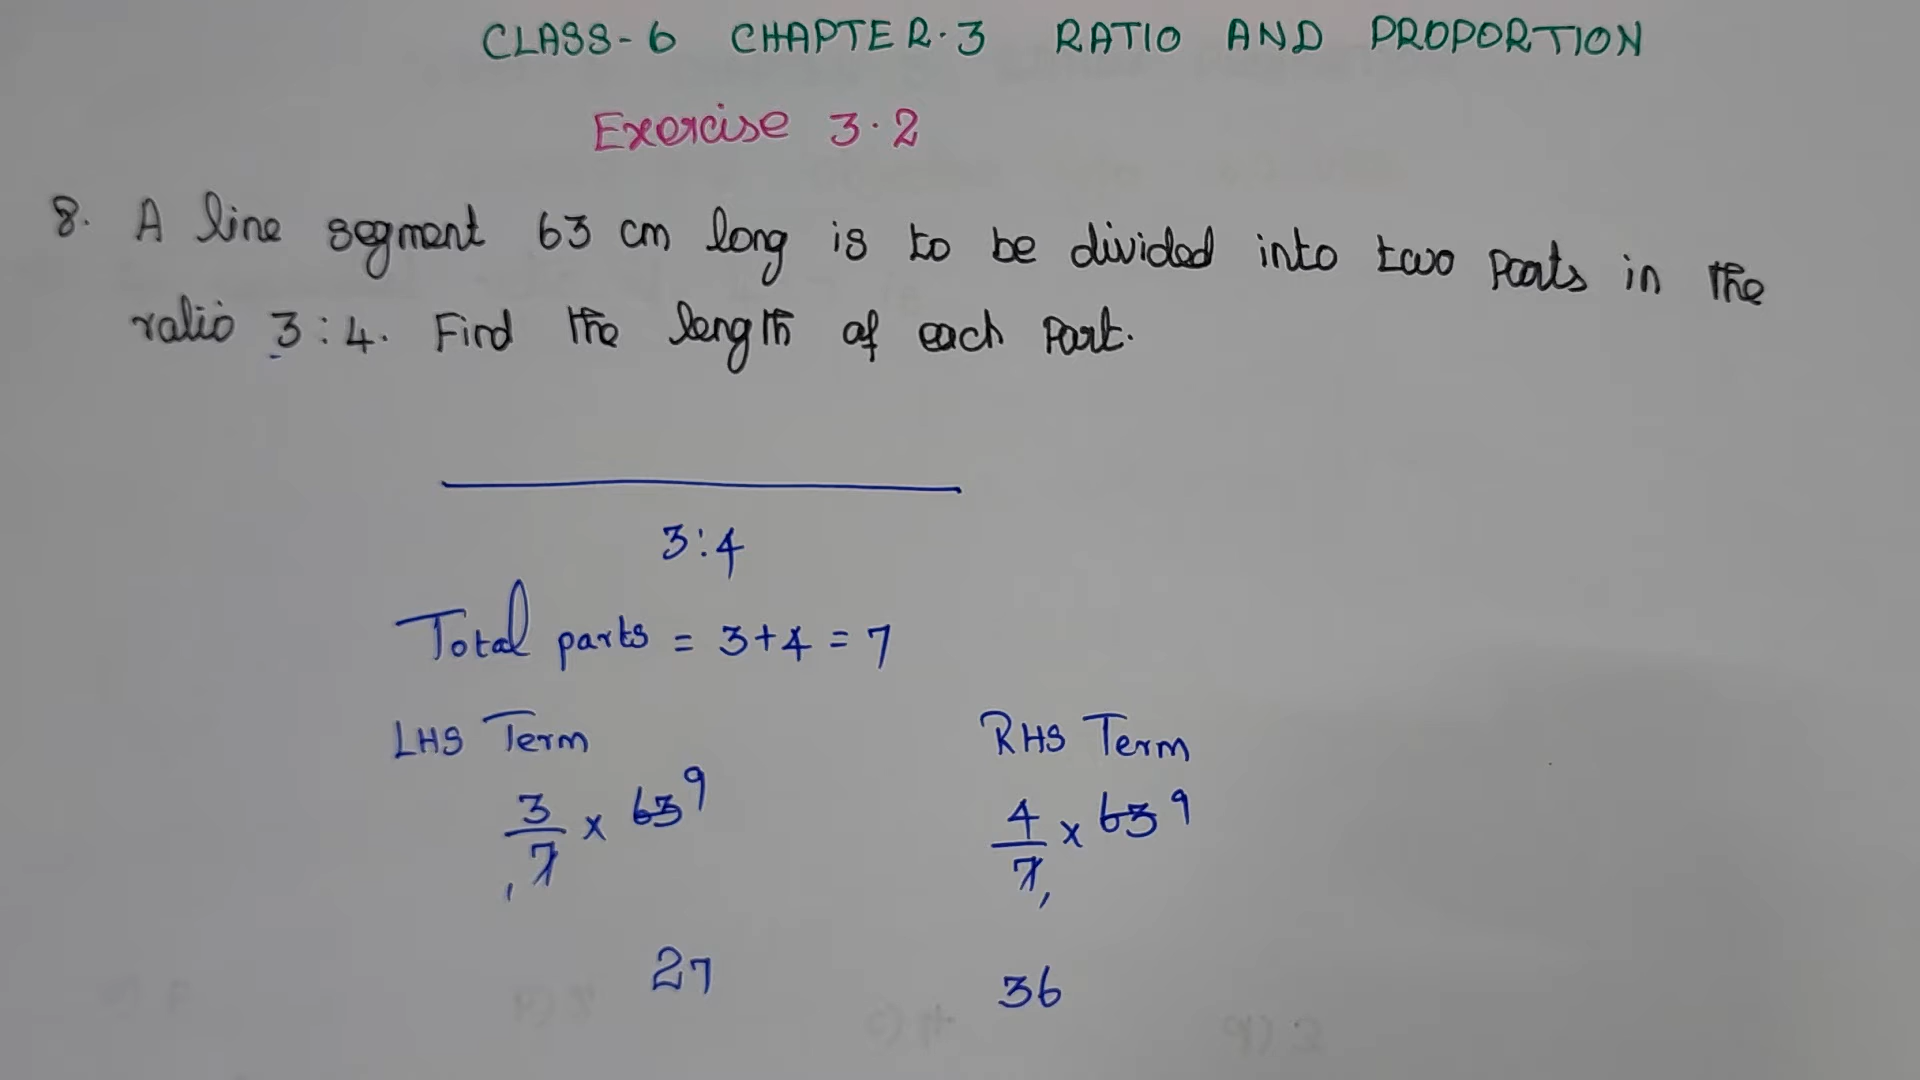 CLASS-6 CHAPTER.3 RATIO AND PROPORTION
Exercise 3.2
8. A line segment 63 cm long is to be divided into two parts in the
ratio 3:4. Find the length of each part.
3:4
Total parts = 3+4 = 7
LHS Term RHS Term
3/7 × 63 9 4/7 × 63 9
1 1
27 36